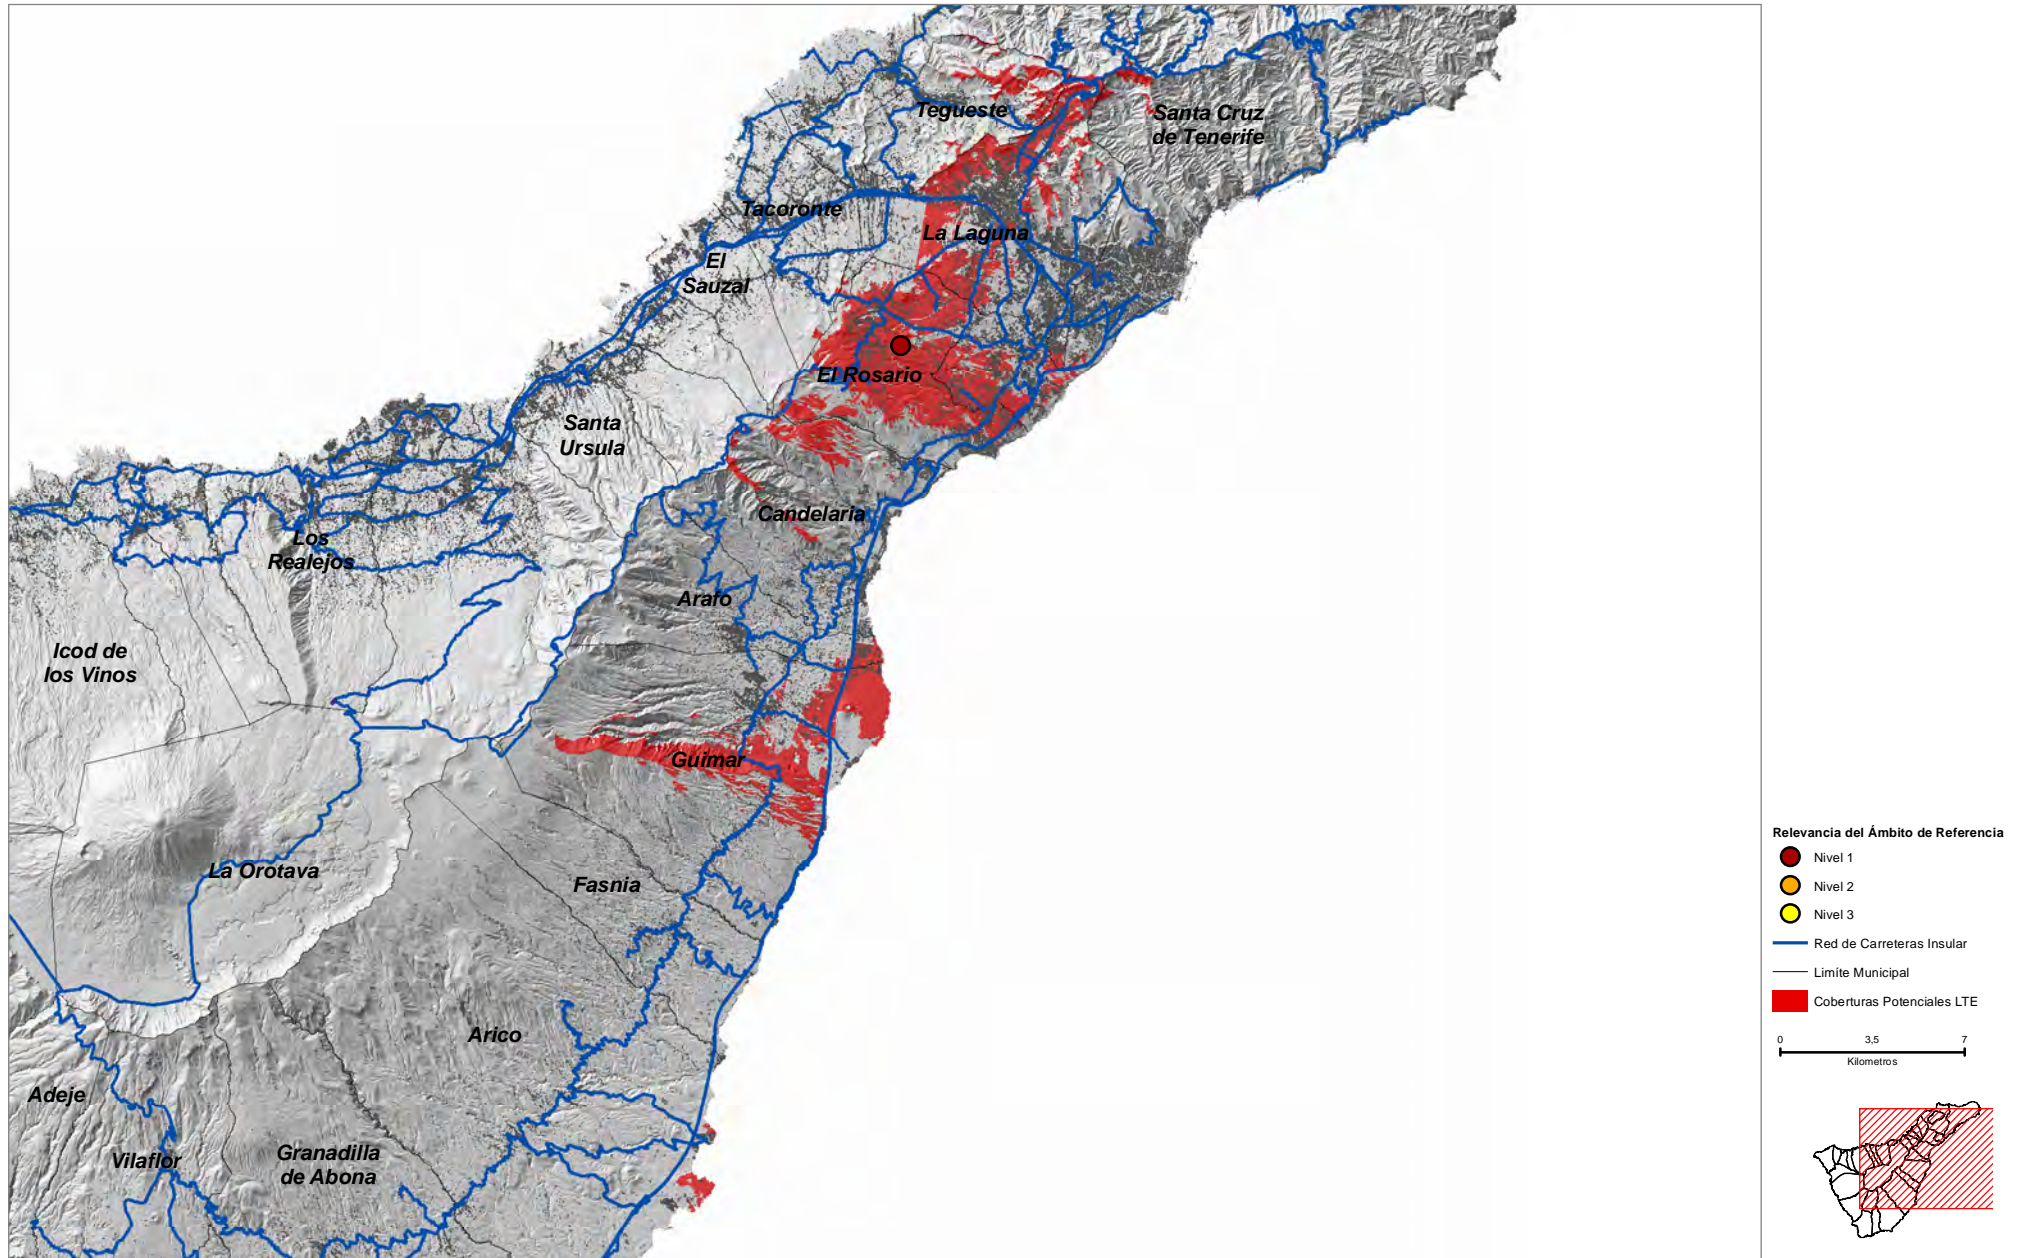 Tegueste
Santa Cruz
de Tenerife
Tacoronte
La Laguna
El
Sauzal
El Rosario
Santa
Ursula
Candelaria
Los
Realejos
Arafo
Icod de
los Vinos
Guimar
La Orotava
Fasnia
Arico
Adeje
Vilaflor
Granadilla
de Abona
Relevancia del Ámbito de Referencia
Nivel 1
Nivel 2
Nivel 3
Red de Carreteras Insular
Limíte Municipal
Coberturas Potenciales LTE
0 3,5 7
Kilometros